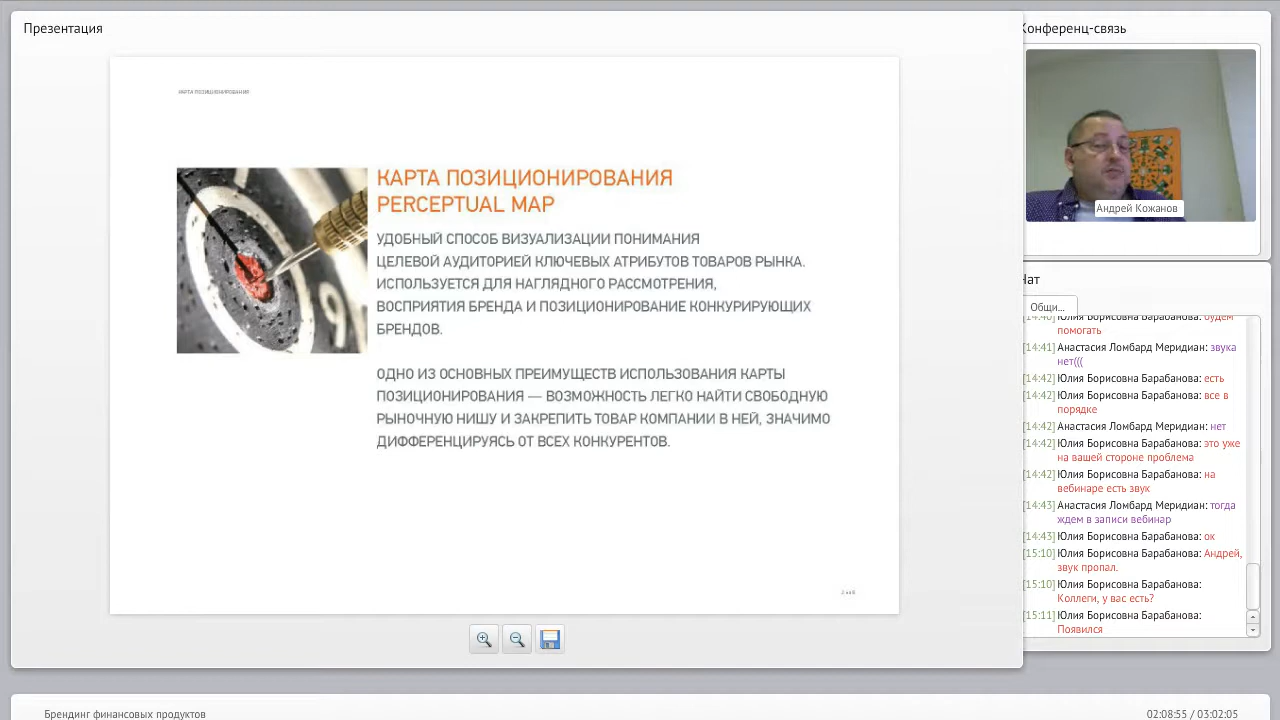 Презентация
КАРТА ПОЗИЦИОНИРОВАНИЯ
КАРТА ПОЗИЦИОНИРОВАНИЯ
PERCEPTUAL MAP
УДОБНЫЙ СПОСОБ ВИЗУАЛИЗАЦИИ ПОНИМАНИЯ
ЦЕЛЕВОЙ АУДИТОРИЕЙ КЛЮЧЕВЫХ АТРИБУТОВ ТОВАРОВ РЫНКА.
ИСПОЛЬЗУЕТСЯ ДЛЯ НАГЛЯДНОГО РАССМОТРЕНИЯ,
ВОСПРИЯТИЯ БРЕНДА И ПОЗИЦИОНИРОВАНИЕ КОНКУРИРУЮЩИХ
БРЕНДОВ.
ОДНО ИЗ ОСНОВНЫХ ПРЕИМУЩЕСТВ ИСПОЛЬЗОВАНИЯ КАРТЫ
ПОЗИЦИОНИРОВАНИЯ — ВОЗМОЖНОСТЬ ЛЕГКО НАЙТИ СВОБОДНУЮ
РЫНОЧНУЮ НИШУ И ЗАКРЕПИТЬ ТОВАР КОМПАНИИ В НЕЙ, ЗНАЧИМО
ДИФФЕРЕНЦИРУЯСЬ ОТ ВСЕХ КОНКУРЕНТОВ.
Конференц-связь
Андрей Кожанов
Чат
Общи...
[14:40] Юлия Борисовна Барабанова: будем
помогать
[14:41] Анастасия Ломбард Меридиан: звука
нет(((
[14:42] Юлия Борисовна Барабанова: есть
[14:42] Юлия Борисовна Барабанова: все в
порядке
[14:42] Анастасия Ломбард Меридиан: нет
[14:42] Юлия Борисовна Барабанова: это уже
на вашей стороне проблема
[14:42] Юлия Борисовна Барабанова: на
вебинаре есть звук
[14:43] Анастасия Ломбард Меридиан: тогда
ждем в записи вебинар
[14:43] Юлия Борисовна Барабанова: ок
[15:10] Юлия Борисовна Барабанова: Андрей,
звук пропал.
[15:10] Юлия Борисовна Барабанова:
Коллеги, у вас есть?
[15:11] Юлия Борисовна Барабанова:
Появился
Брендинг финансовых продуктов
02:08:55 / 03:02:05